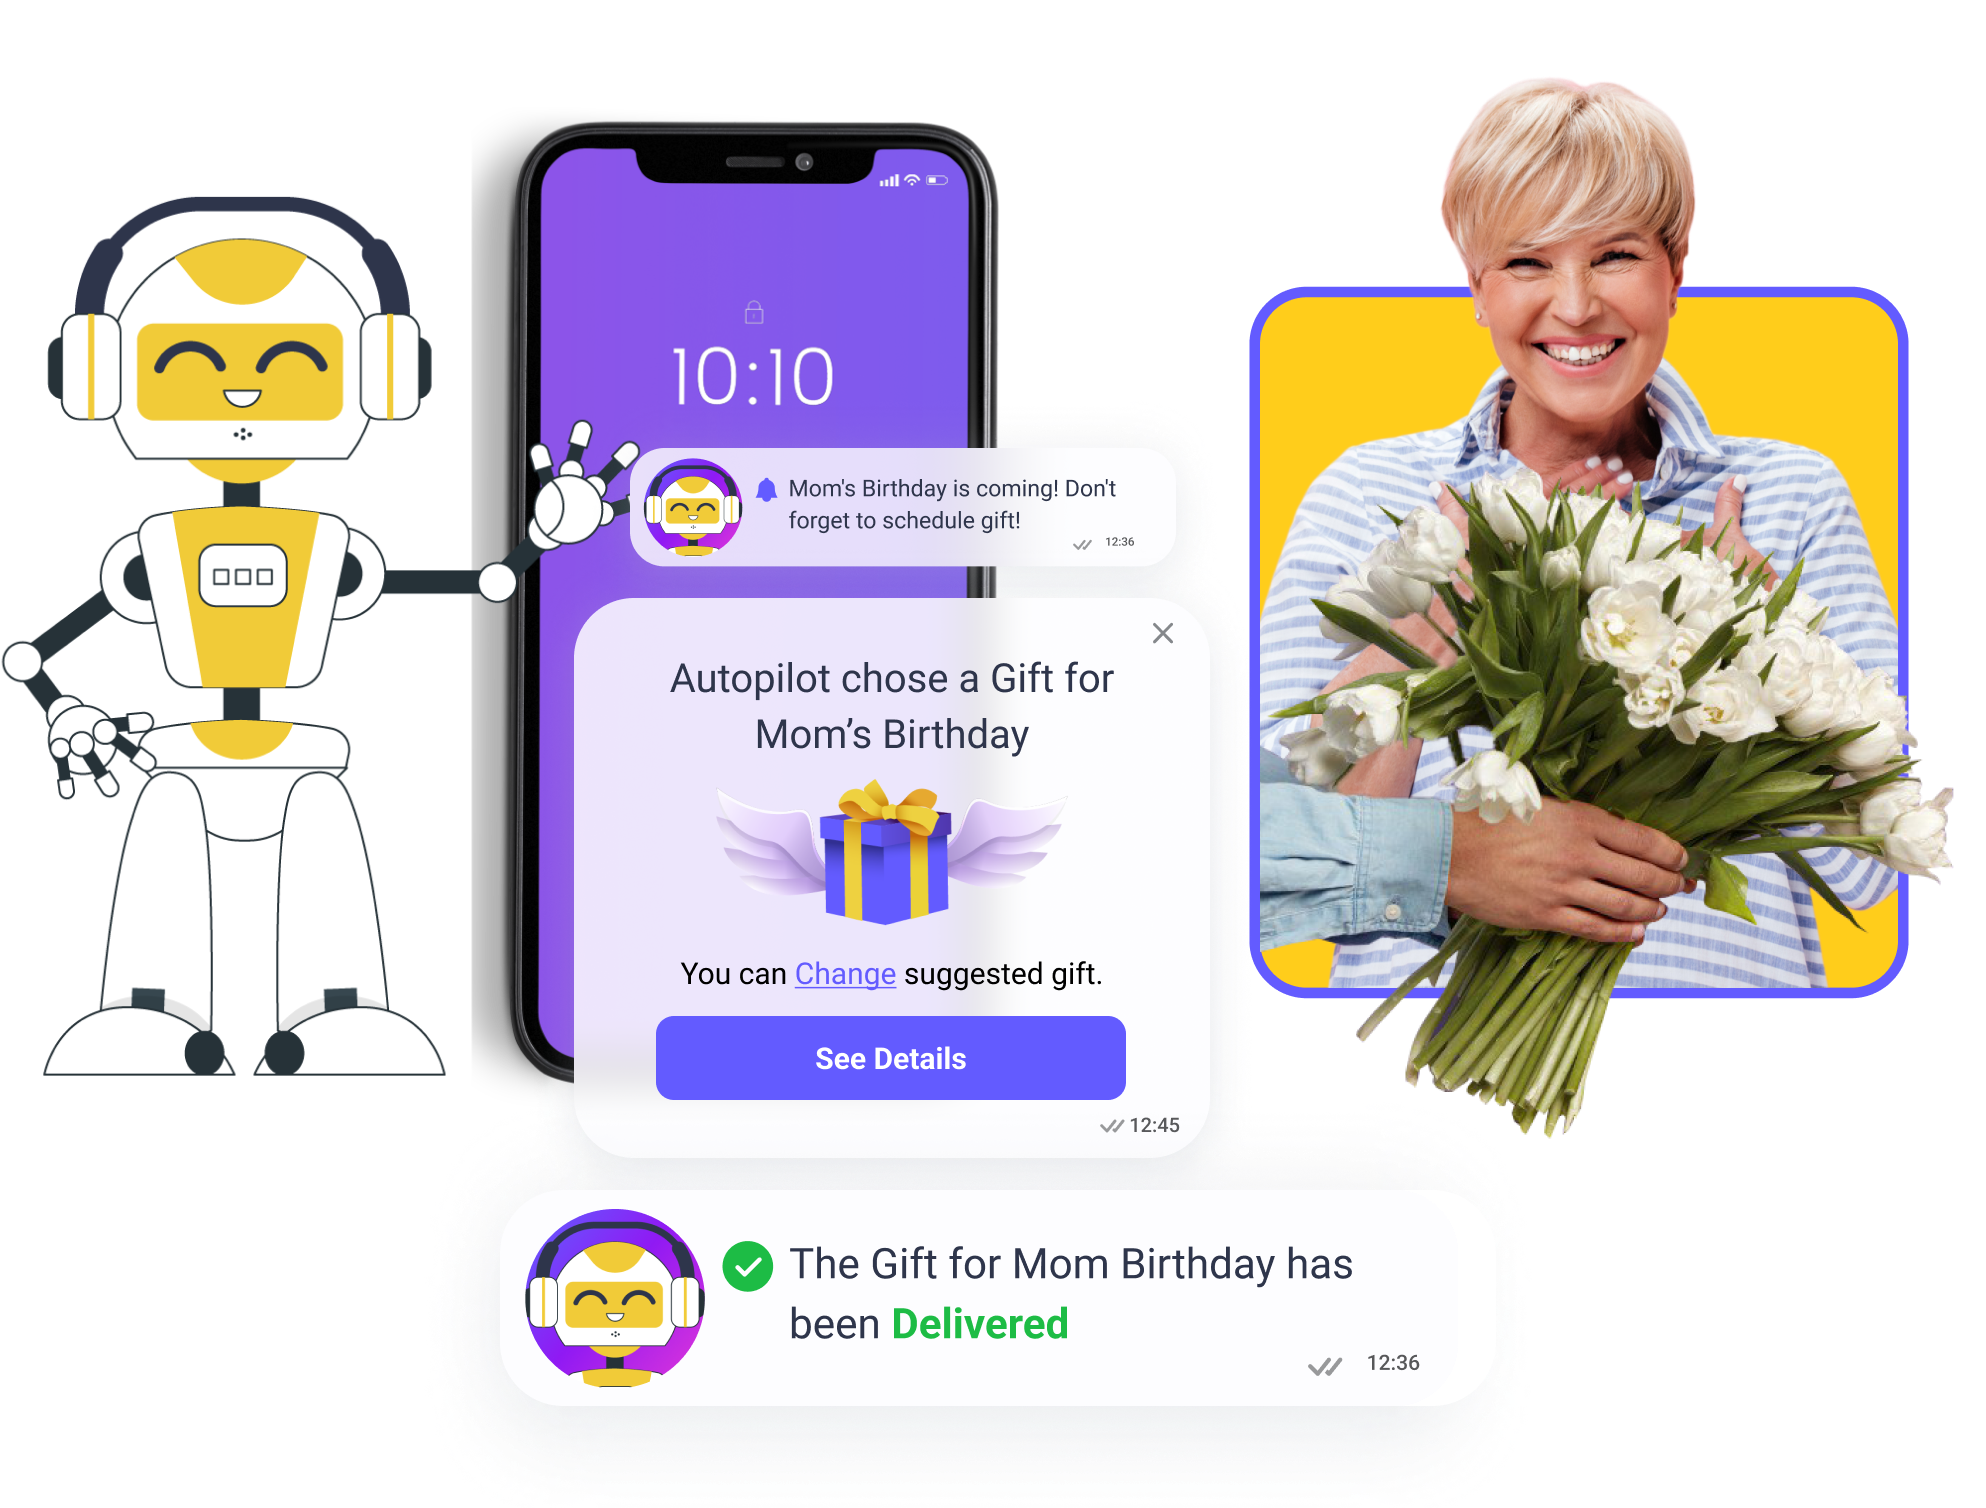 10:10
Mom's Birthday is coming! Don't
forget to schedule gift!
12:36
Autopilot chose a Gift for
Mom’s Birthday
You can Change suggested gift.
See Details
12:45
The Gift for Mom Birthday has
been Delivered
12:36